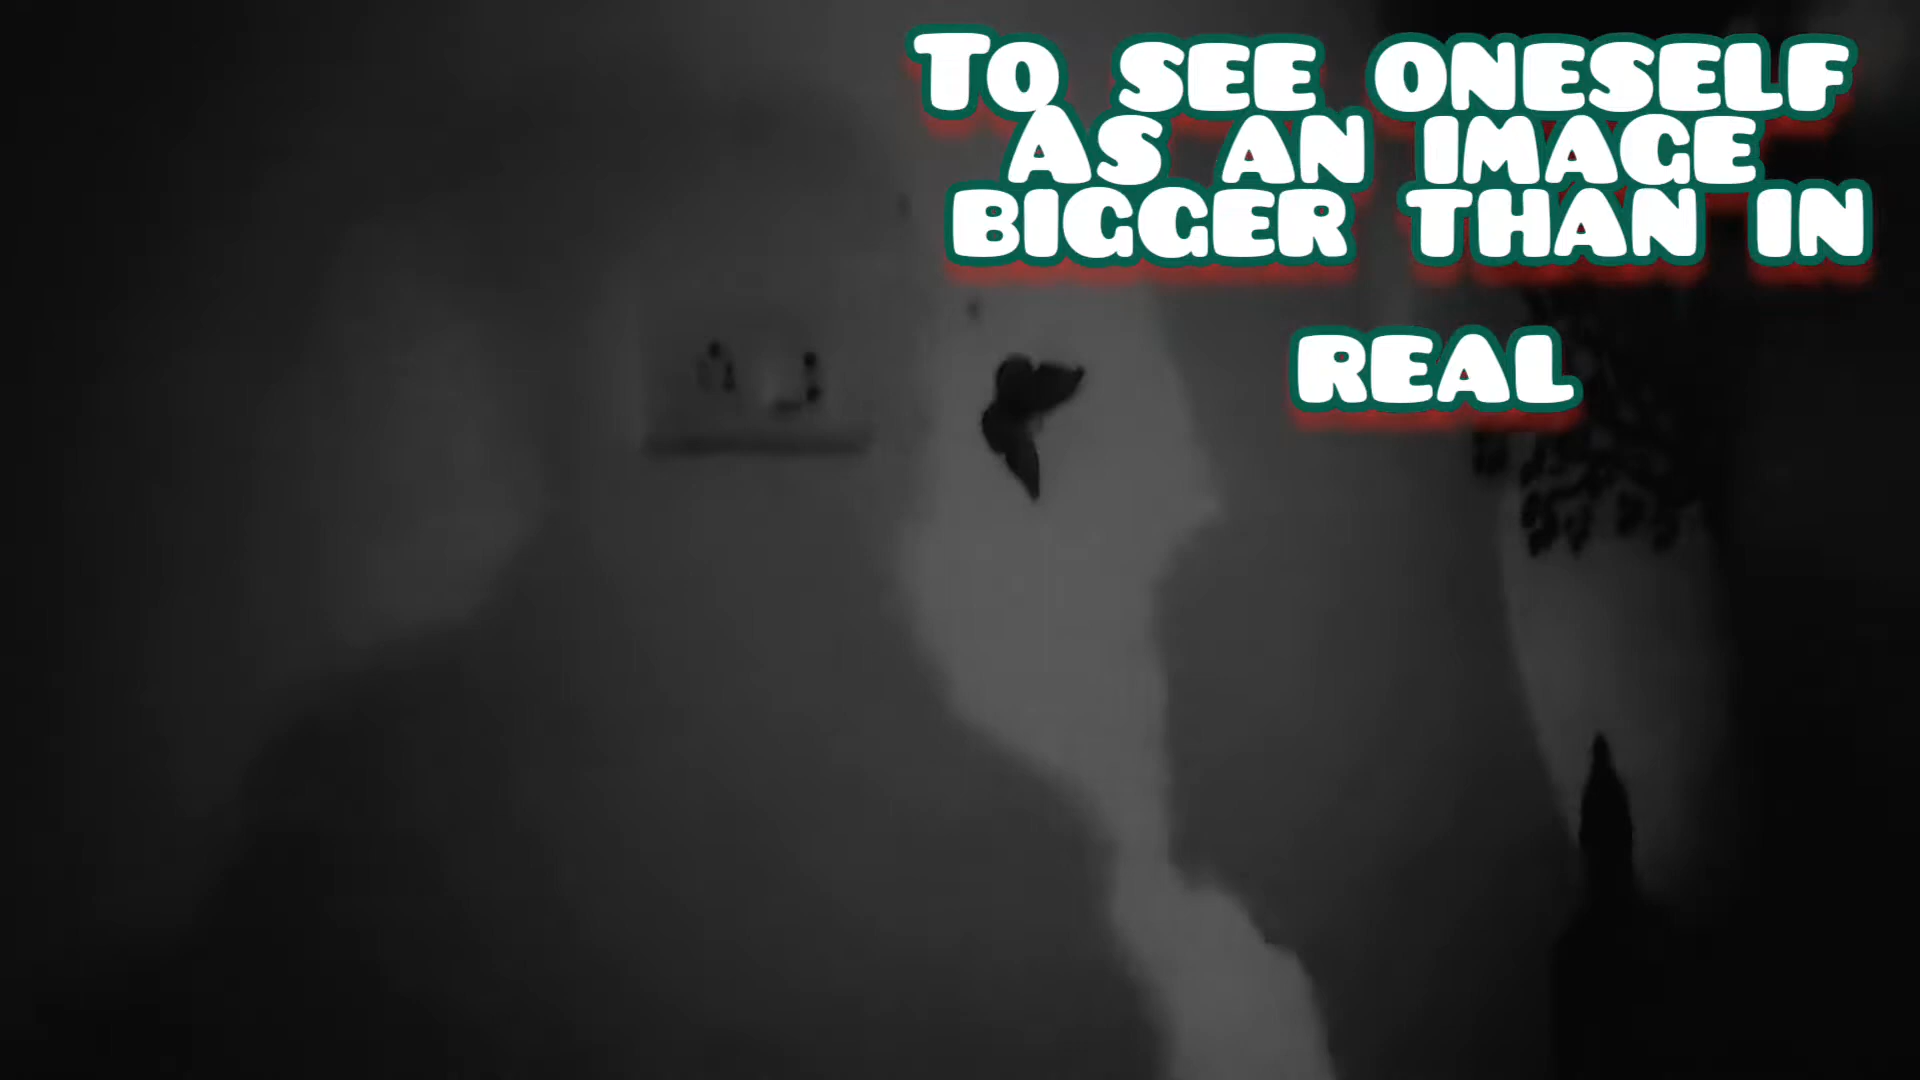 To see oneself
as an image
bigger than in
real